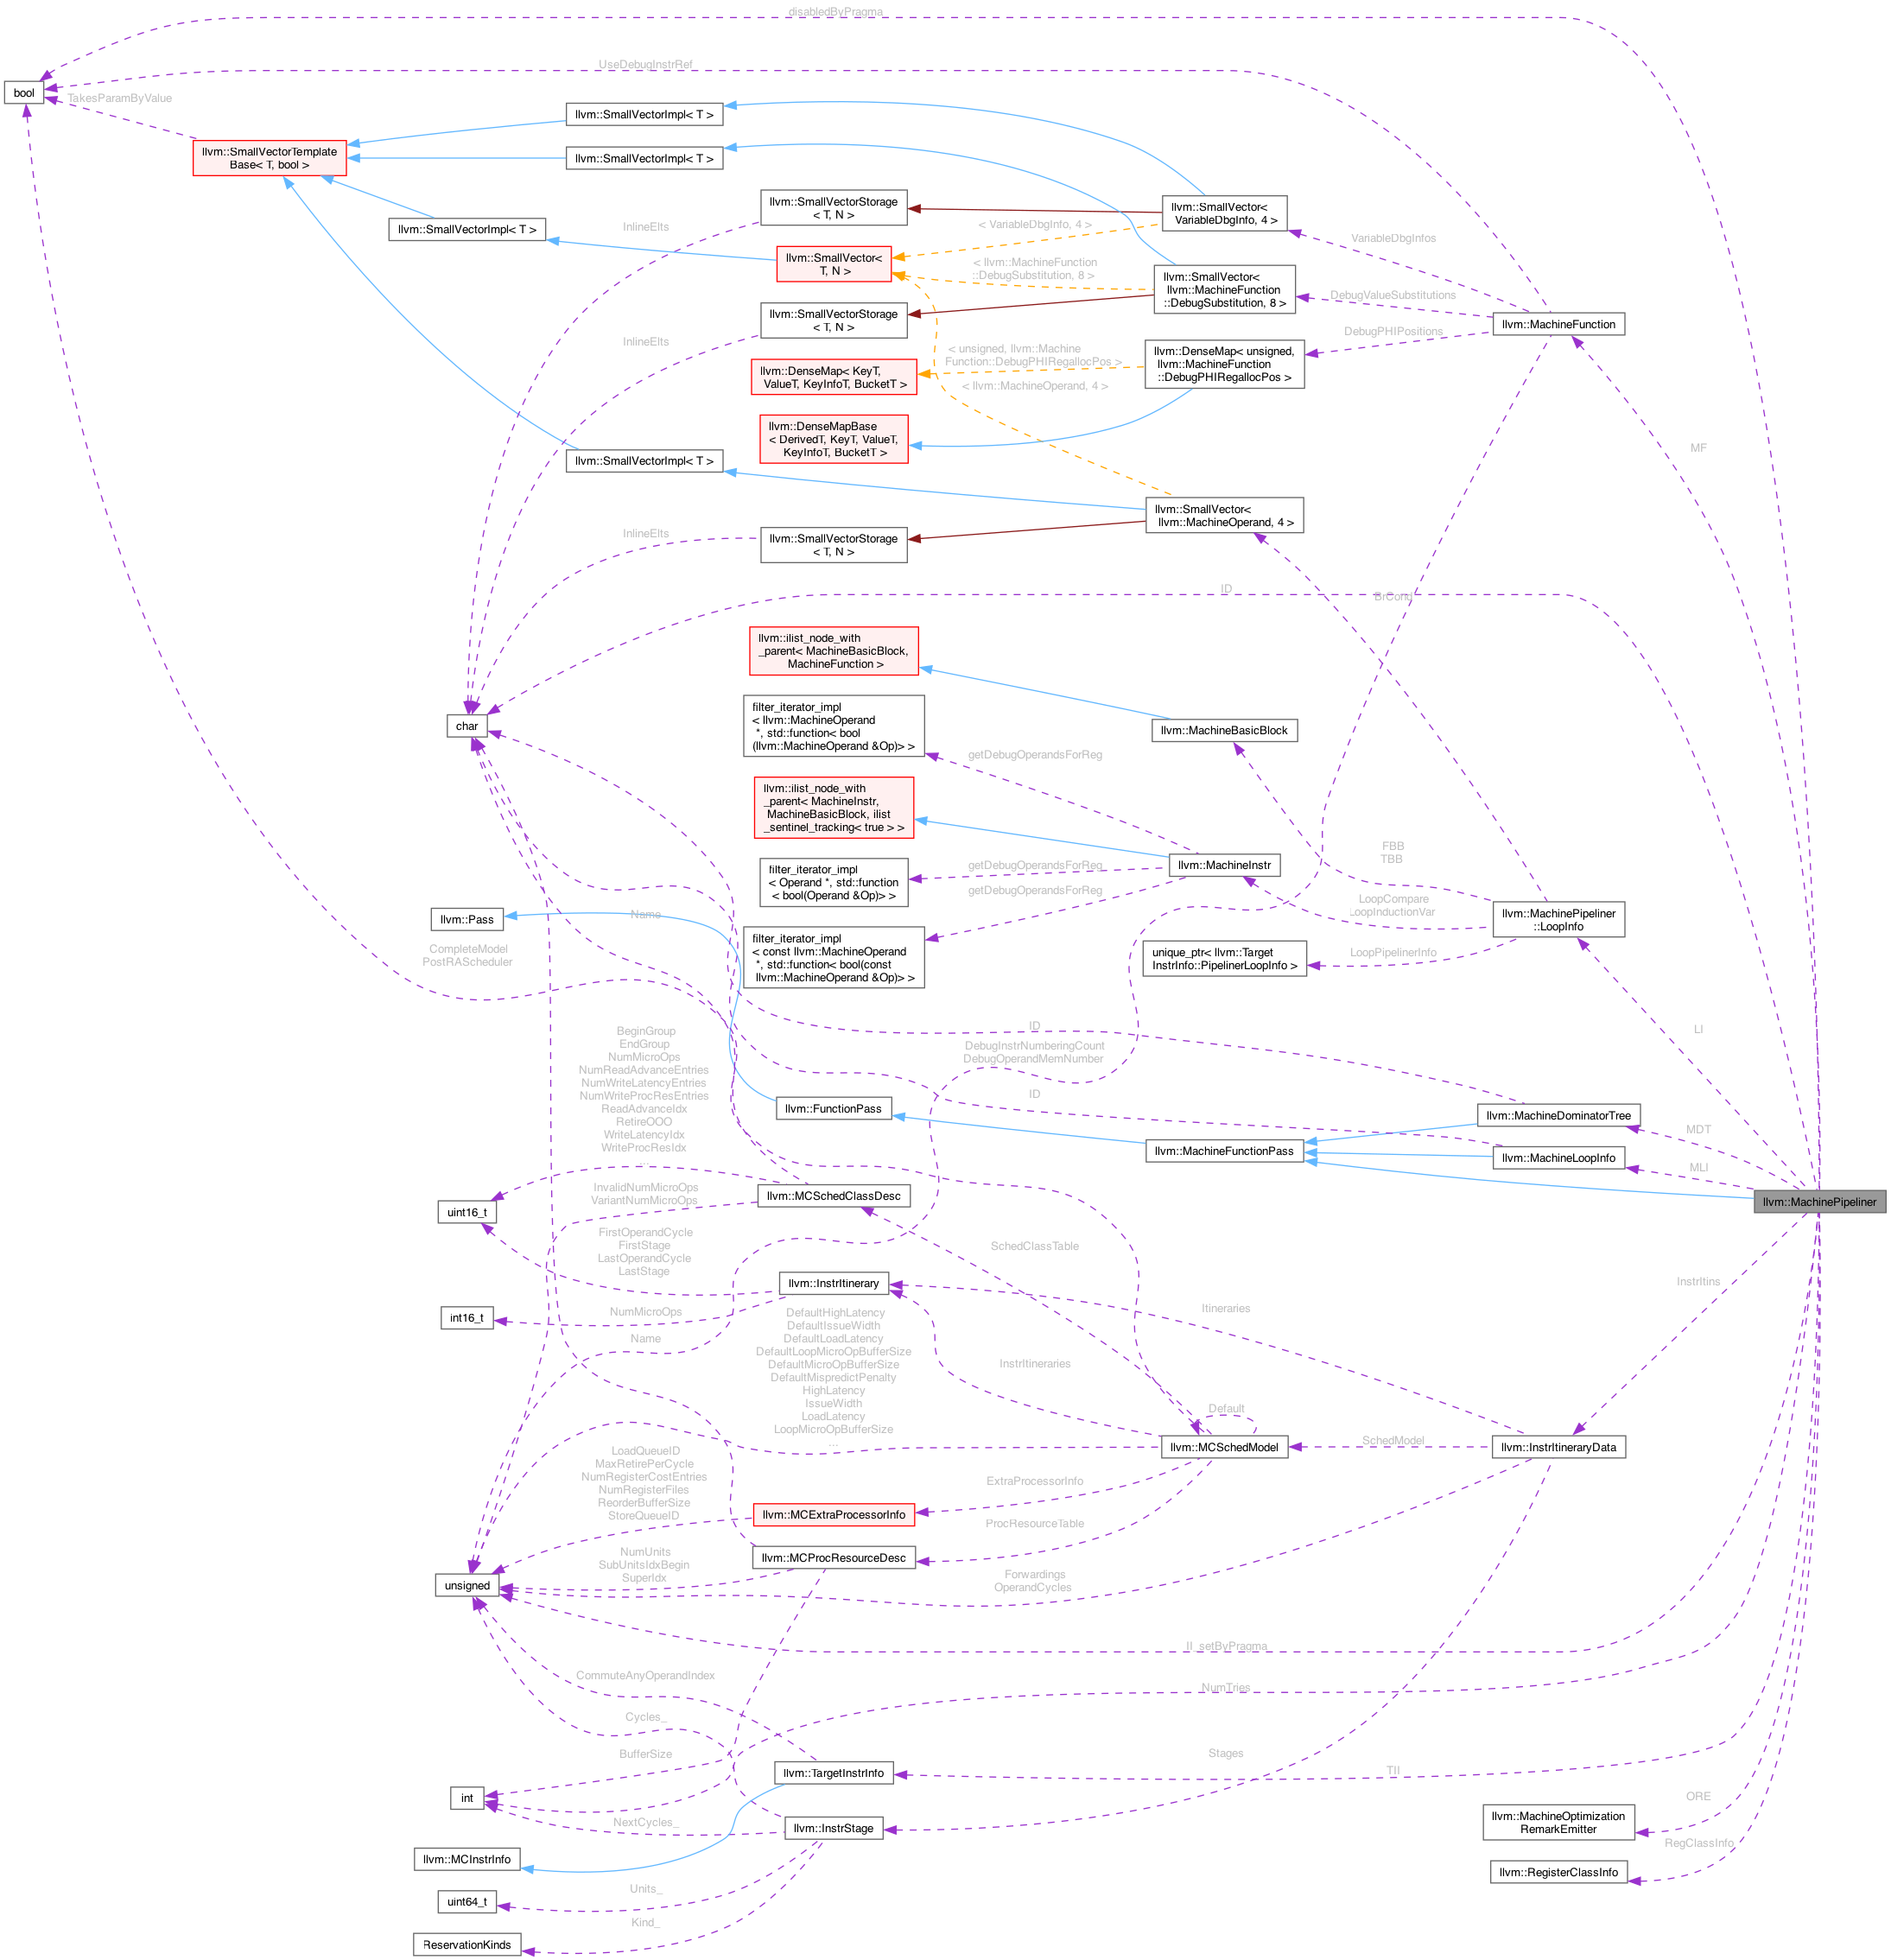 disabledByPragma
UseDebugInstrRef
bool
TakesParamByValue
llvm::SmallVectorImpl< T >
llvm::SmallVectorTemplate
Base< T, bool >
llvm::SmallVectorImpl< T >
llvm::SmallVectorStorage
< T, N >
llvm::SmallVector<
VariableDbgInfo, 4 >
llvm::SmallVectorImpl< T >
InlineElts
< VariableDbgInfo, 4 >
VariableDbgInfos
llvm::SmallVector<
T, N >
< llvm::MachineFunction
::DebugSubstitution, 8 >
llvm::SmallVector<
llvm::MachineFunction
::DebugSubstitution, 8 >
DebugValueSubstitutions
llvm::SmallVectorStorage
< T, N >
llvm::MachineFunction
InlineElts
DebugPHIPositions
< unsigned, llvm::Machine
Function::DebugPHIRegallocPos >
llvm::DenseMap< unsigned,
llvm::MachineFunction
::DebugPHIRegallocPos >
llvm::DenseMap< KeyT,
ValueT, KeyInfoT, BucketT >
< llvm::MachineOperand, 4 >
llvm::DenseMapBase
< DerivedT, KeyT, ValueT,
KeyInfoT, BucketT >
MF
llvm::SmallVectorImpl< T >
llvm::SmallVector<
llvm::MachineOperand, 4 >
InlineElts
llvm::SmallVectorStorage
< T, N >
ID
BrCond
llvm::ilist_node_with
_parent< MachineBasicBlock,
MachineFunction >
char
filter_iterator_impl
< llvm::MachineOperand
*, std::function< bool
(llvm::MachineOperand &Op)> >
llvm::MachineBasicBlock
getDebugOperandsForReg
llvm::ilist_node_with
_parent< MachineInstr,
MachineBasicBlock, ilist
_sentinel_tracking< true > >
FBB
TBB
filter_iterator_impl
< Operand *, std::function
< bool(Operand &Op)> >
getDebugOperandsForReg
llvm::MachineInstr
getDebugOperandsForReg
LoopCompare
LoopInductionVar
llvm::MachinePipeliner
::LoopInfo
llvm::Pass
Name
filter_iterator_impl
< const llvm::MachineOperand
*, std::function< bool(const
llvm::MachineOperand &Op)> >
unique_ptr< llvm::Target
InstrInfo::PipelinerLoopInfo >
LoopPipelinerInfo
CompleteModel
PostRAScheduler
ID
LI
BeginGroup
EndGroup
NumMicroOps
NumReadAdvanceEntries
NumWriteLatencyEntries
NumWriteProcResEntries
ReadAdvanceIdx
RetireOOO
WriteLatencyIdx
WriteProcResIdx
...
DebugInstrNumberingCount
DebugOperandMemNumber
ID
llvm::FunctionPass
llvm::MachineDominatorTree
MDT
llvm::MachineFunctionPass
llvm::MachineLoopInfo
MLI
llvm::MachinePipeliner
InvalidNumMicroOps
VariantNumMicroOps
llvm::MCSchedClassDesc
uint16_t
FirstOperandCycle
FirstStage
LastOperandCycle
LastStage
SchedClassTable
llvm::InstrItinerary
InstrItins
int16_t
NumMicroOps
Itineraries
Name
DefaultHighLatency
DefaultIssueWidth
DefaultLoadLatency
DefaultLoopMicroOpBufferSize
DefaultMicroOpBufferSize
DefaultMispredictPenalty
HighLatency
IssueWidth
LoadLatency
LoopMicroOpBufferSize
...
InstrItineraries
Default
llvm::MCSchedModel
SchedModel
llvm::InstrItineraryData
LoadQueueID
MaxRetirePerCycle
NumRegisterCostEntries
NumRegisterFiles
ReorderBufferSize
StoreQueueID
ExtraProcessorInfo
llvm::MCExtraProcessorInfo
ProcResourceTable
NumUnits
SubUnitsIdxBegin
SuperIdx
llvm::MCProcResourceDesc
unsigned
Forwardings
OperandCycles
II_setByPragma
CommuteAnyOperandIndex
NumTries
Cycles_
BufferSize
Stages
llvm::TargetInstrInfo
TII
int
NextCycles_
llvm::InstrStage
ORE
llvm::MachineOptimization
RemarkEmitter
RegClassInfo
llvm::MCInstrInfo
llvm::RegisterClassInfo
Units_
uint64_t
Kind_
ReservationKinds